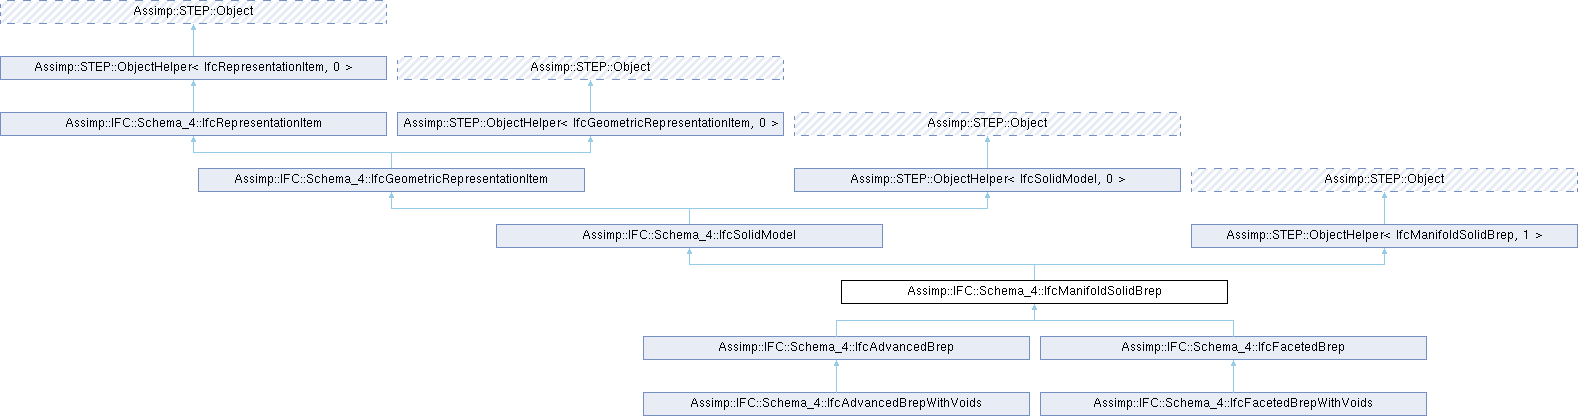 Assimp::STEP::Object
Assimp::STEP::ObjectHelper< IfcRepresentationItem, 0 >
Assimp::STEP::Object
Assimp::IFC::Schema_4::IfcRepresentationItem
Assimp::STEP::ObjectHelper< IfcGeometricRepresentationItem, 0 >
Assimp::STEP::Object
Assimp::IFC::Schema_4::IfcGeometricRepresentationItem
Assimp::STEP::ObjectHelper< IfcSolidModel, 0 >
Assimp::STEP::Object
Assimp::IFC::Schema_4::IfcSolidModel
Assimp::STEP::ObjectHelper< IfcManifoldSolidBrep, 1 >
Assimp::IFC::Schema_4::IfcManifoldSolidBrep
Assimp::IFC::Schema_4::IfcAdvancedBrep
Assimp::IFC::Schema_4::IfcFacetedBrep
Assimp::IFC::Schema_4::IfcAdvancedBrepWithVoids
Assimp::IFC::Schema_4::IfcFacetedBrepWithVoids